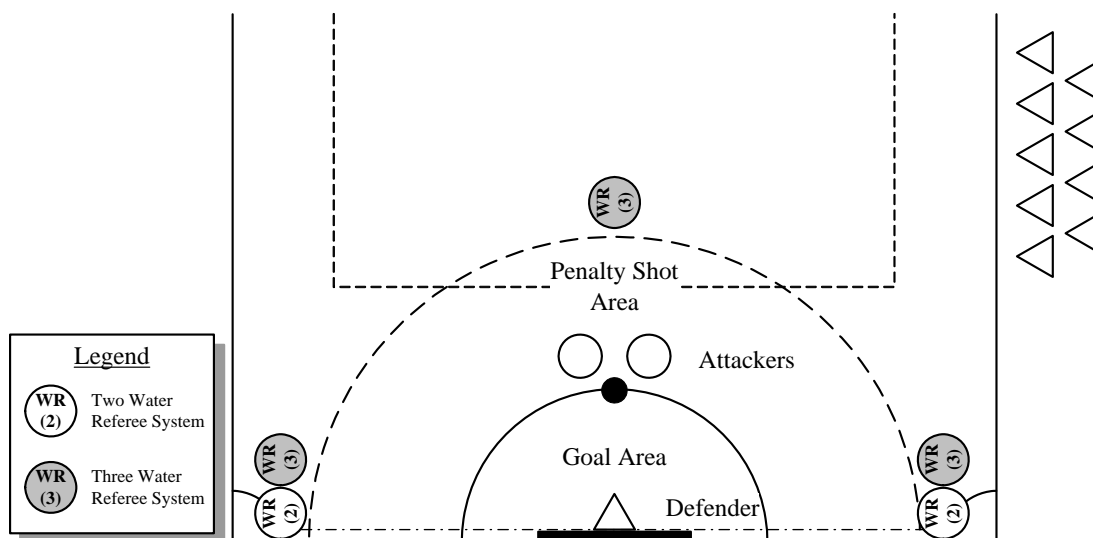 WR
(3)
Penalty Shot
Area
Attackers
Legend
WR
(2)
Two Water
Referee System
WR
(3)
Three Water
Referee System
Goal Area
Defender
WR
(3)
WR
(2)
WR
(3)
WR
(2)